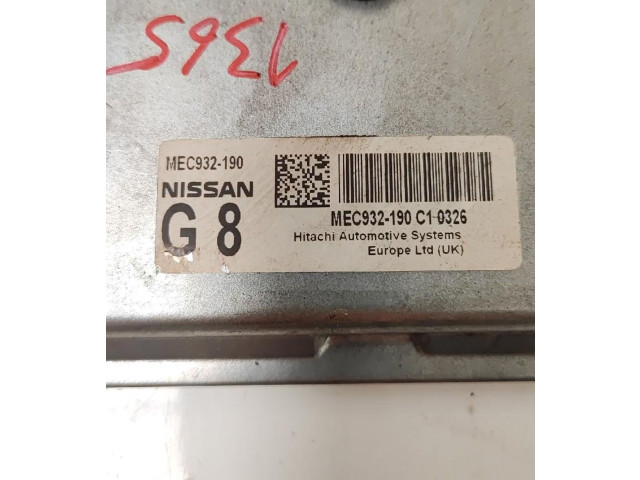 1365
MEC932-190
NISSAN
G 8
MEC932-190 C1 0326
Hitachi Automotive Systems
Europe Ltd (UK)